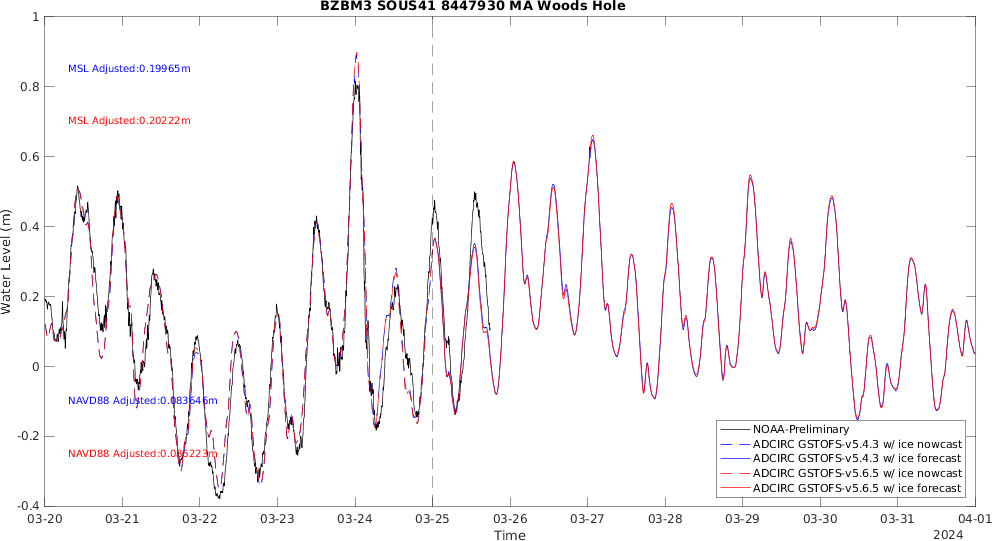 BZBM3 SOUS41 8447930 MA Woods Hole
1
0.8
0.6
0.4
0.2
0
-0.2
-0.4
Water Level (m)
MSL Adjusted:0.19965m
MSL Adjusted:0.20222m
NAVD88 Adjusted:0.083646m
NAVD88 Adjusted:0.086223m
NOAA-Preliminary
ADCIRC GSTOFS-v5.4.3 w/ ice nowcast
ADCIRC GSTOFS-v5.4.3 w/ ice forecast
ADCIRC GSTOFS-v5.6.5 w/ ice nowcast
ADCIRC GSTOFS-v5.6.5 w/ ice forecast
03-20 03-21 03-22 03-23 03-24 03-25 03-26 03-27 03-28 03-29 03-30 03-31 04-01
Time
2024